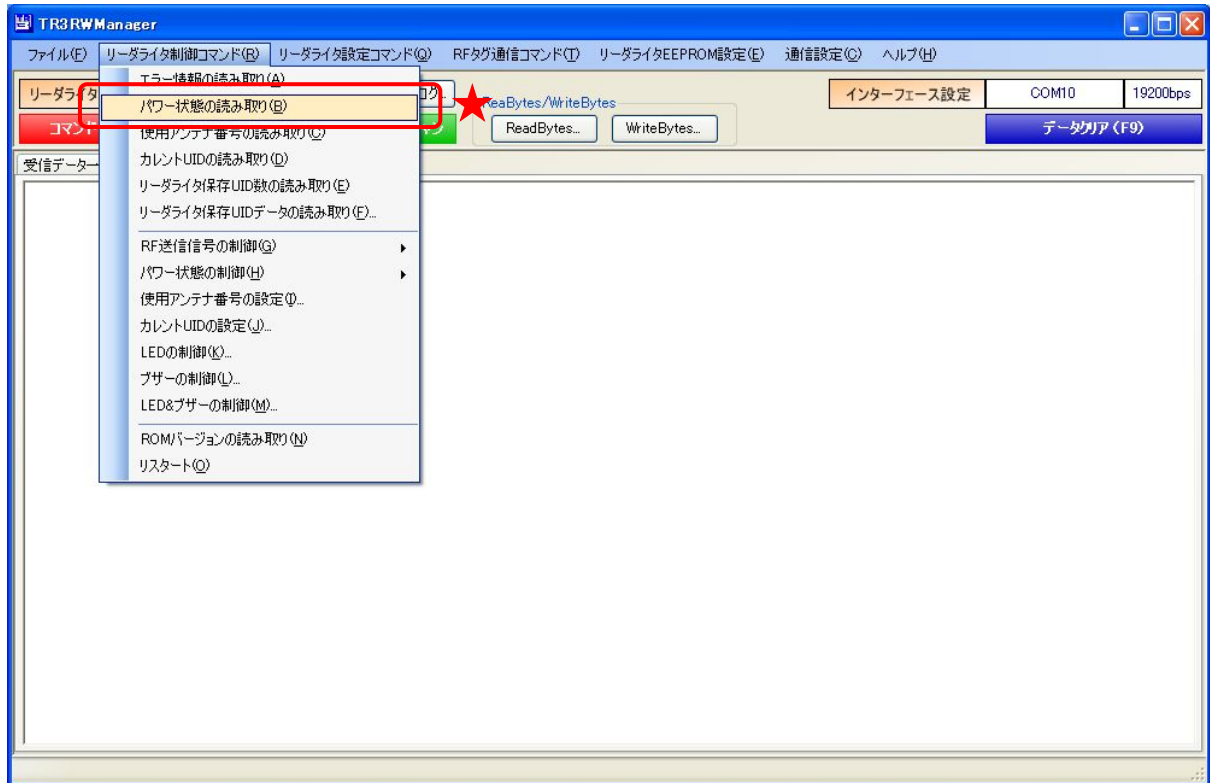 TR3RWManager
ファイル(F) リーダライタ制御コマンド(R) リーダライタ設定コマンド(Q) RFタグ通信コマンド(T) リーダライタEEPROM設定(E) 通信設定(C) ヘルプ(H)
エラー情報の読み取り(A)
リーダライタ
パワー状態の読み取り(B)
ReaBytes/WriteBytes
インターフェース設定 COM10 19200bps
コマンド
使用アンテナ番号の読み取り(C)
ReadBytes... WriteBytes...
データクリア(F9)
受信データ
カレントUIDの読み取り(D)
リーダライタ保存UID数の読み取り(E)
リーダライタ保存UIDデータの読み取り(F)...
RF送信信号の制御(G)
パワー状態の制御(H)
使用アンテナ番号の設定(I)...
カレントUIDの設定(J)...
LEDの制御(K)...
ブザーの制御(L)...
LED&ブザーの制御(M)...
ROMバージョンの読み取り(N)
リスタート(O)